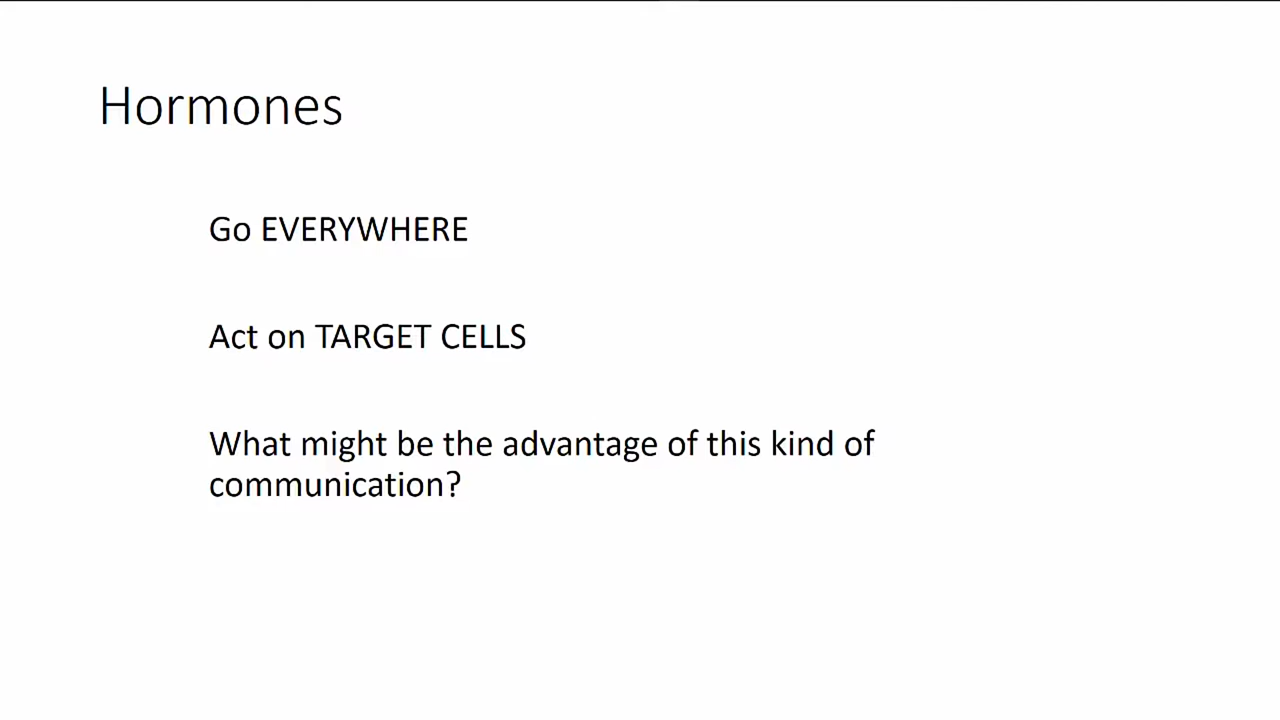 Hormones
Go EVERYWHERE
Act on TARGET CELLS
What might be the advantage of this kind of
communication?